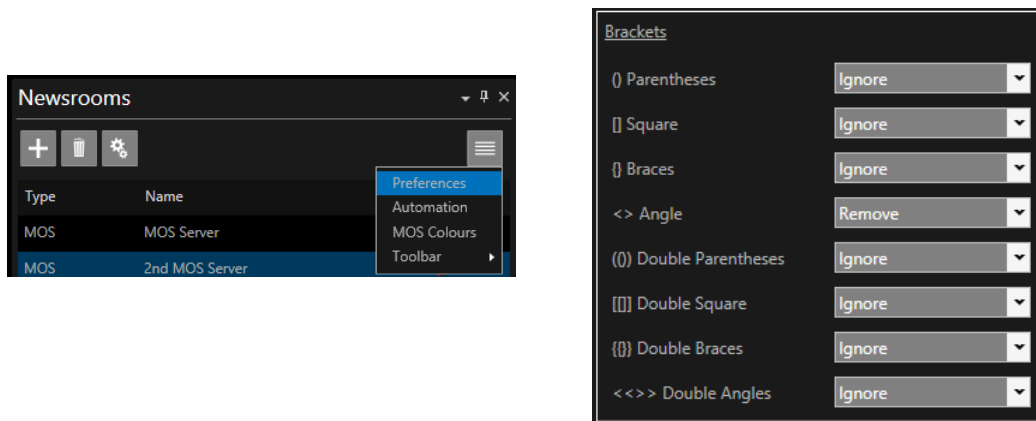 Newsrooms
Type Name
Preferences
Automation
MOS Colours
Toolbar
MOS MOS Server
MOS 2nd MOS Server
Brackets
() Parentheses Ignore
[] Square Ignore
{} Braces Ignore
<> Angle Remove
(()) Double Parentheses Ignore
[[]] Double Square Ignore
{{}} Double Braces Ignore
<<>> Double Angles Ignore